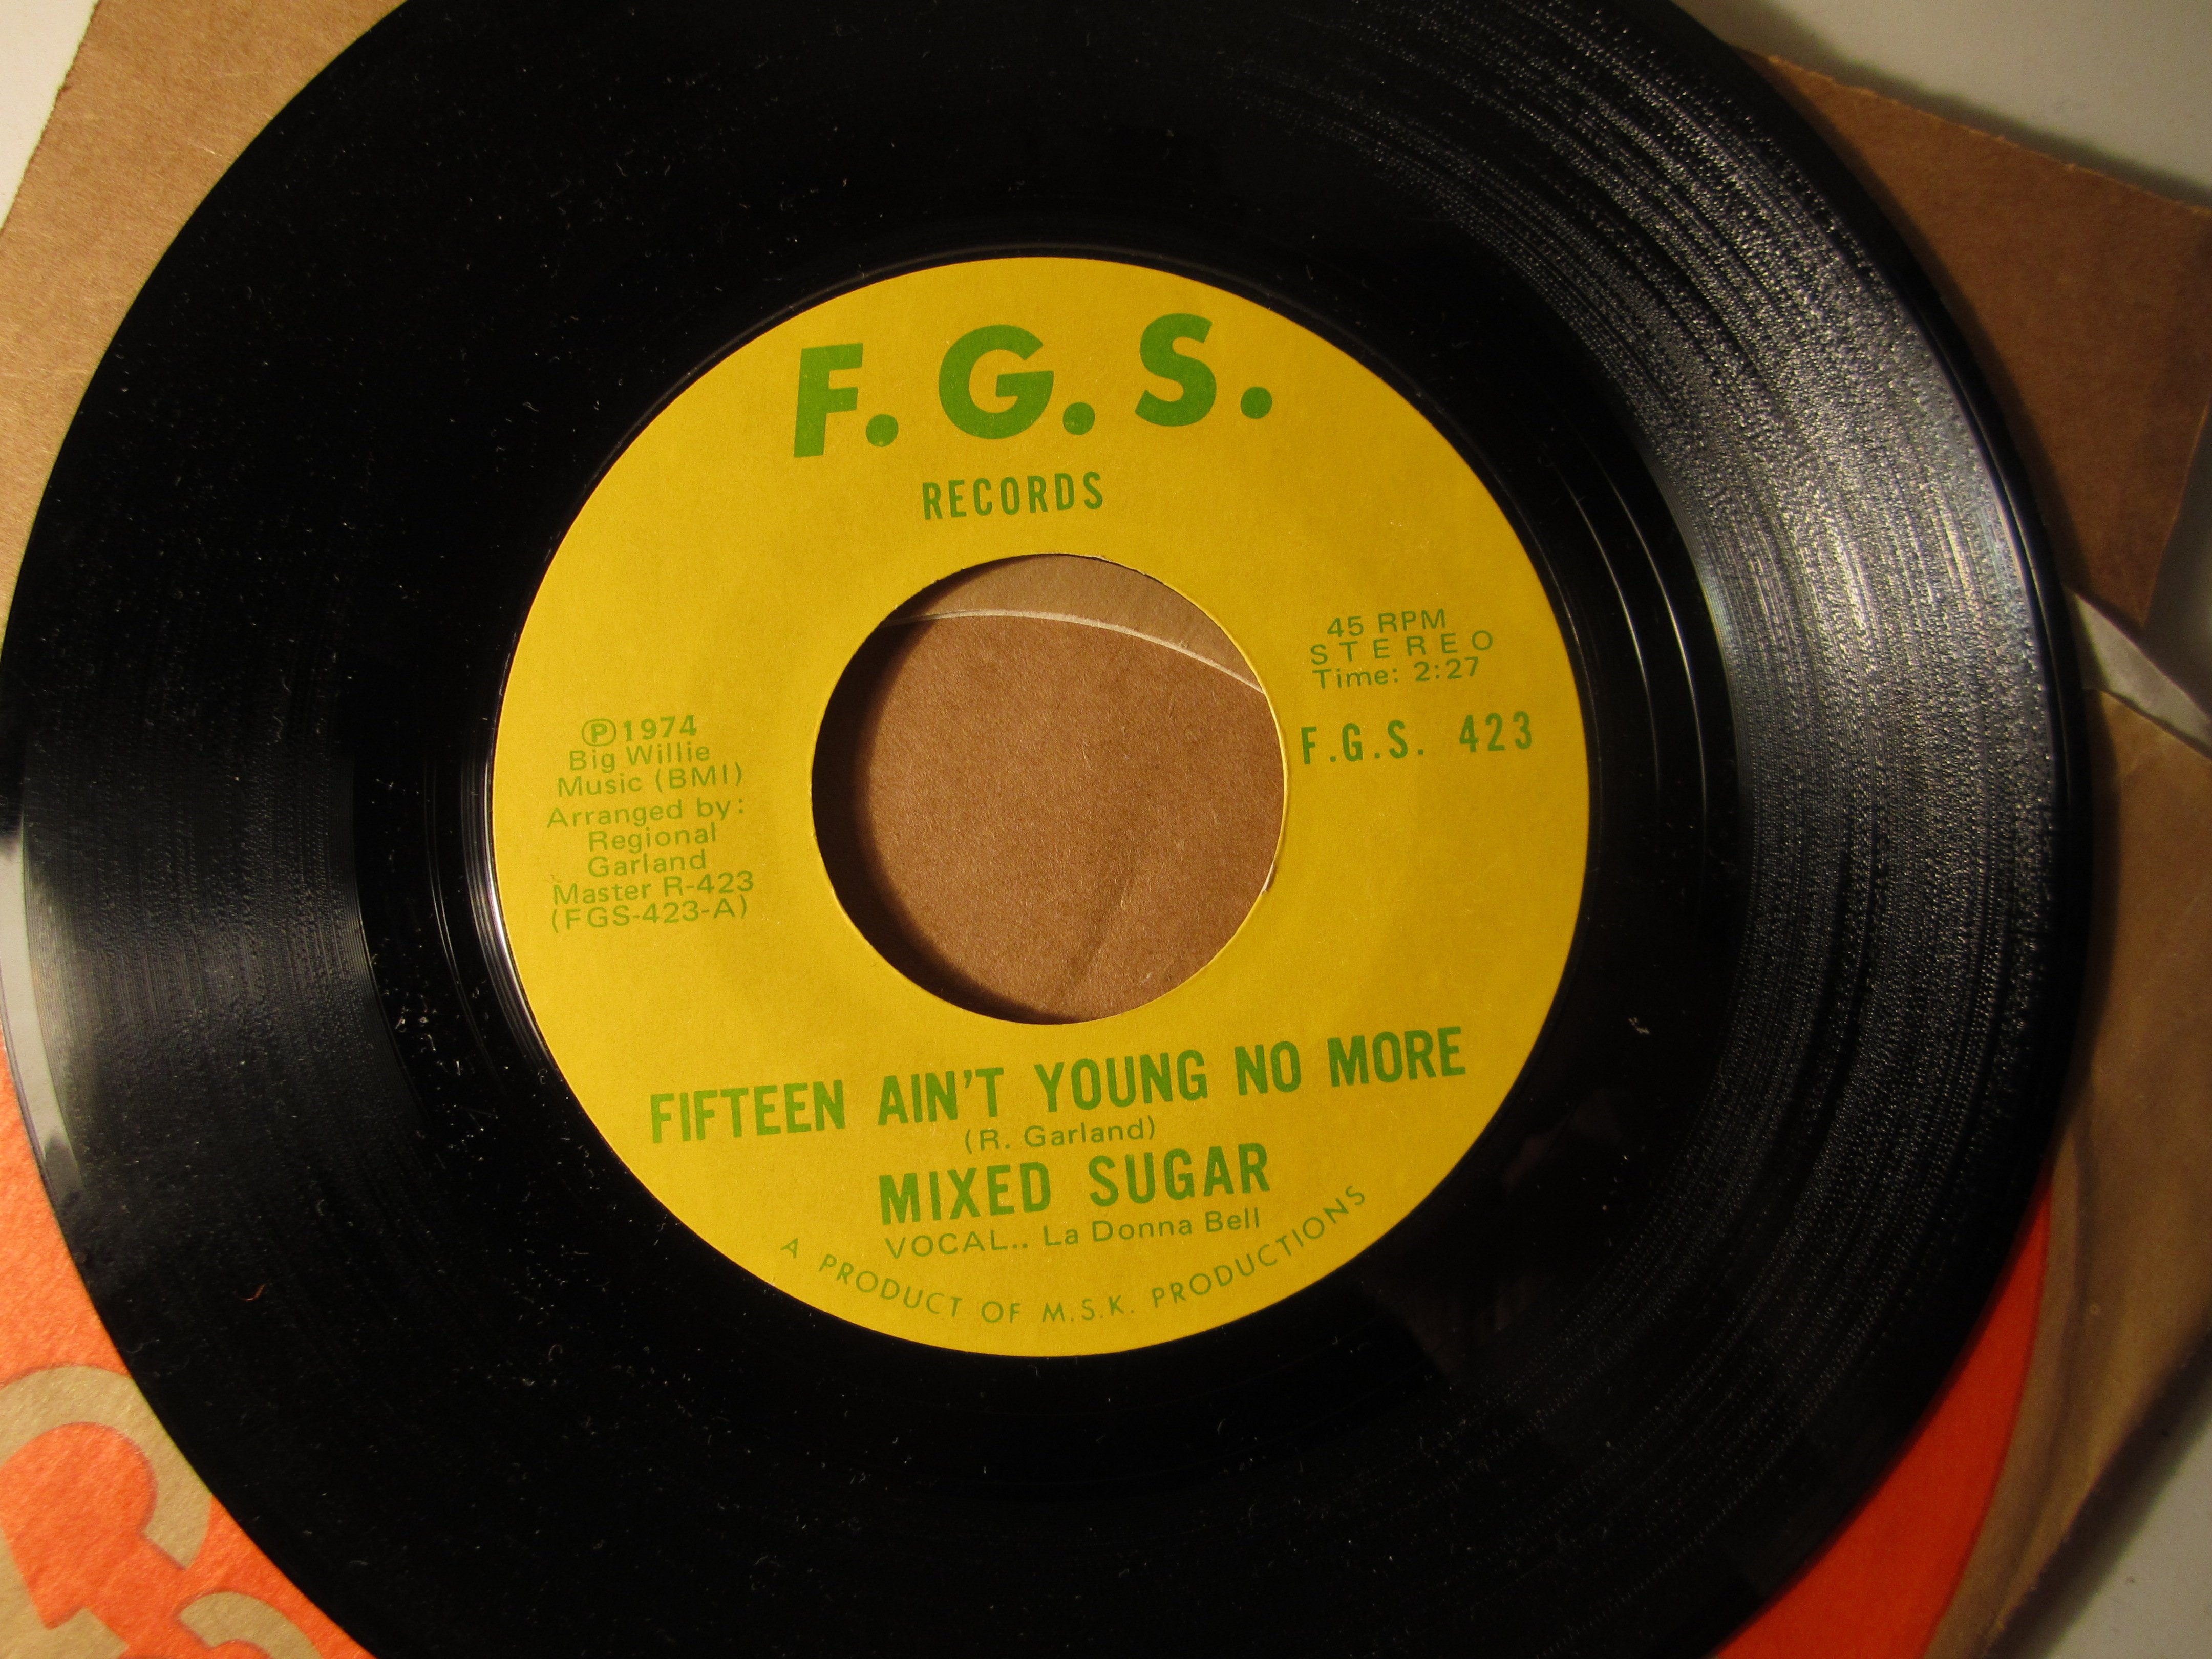 F. G. S.
RECORDS
45 RPM
STEREO
Time: 2:27
F.G.S. 423
Ⓟ1974
Big Willie
Music (BMI)
Arranged by:
Regional
Garland
Master R-423
(FGS-423-A)
FIFTEEN AIN'T YOUNG NO MORE
(R. Garland)
MIXED SUGAR
VOCAL.. La Donna Bell
A PRODUCT OF M.S.K. PRODUCTIONS